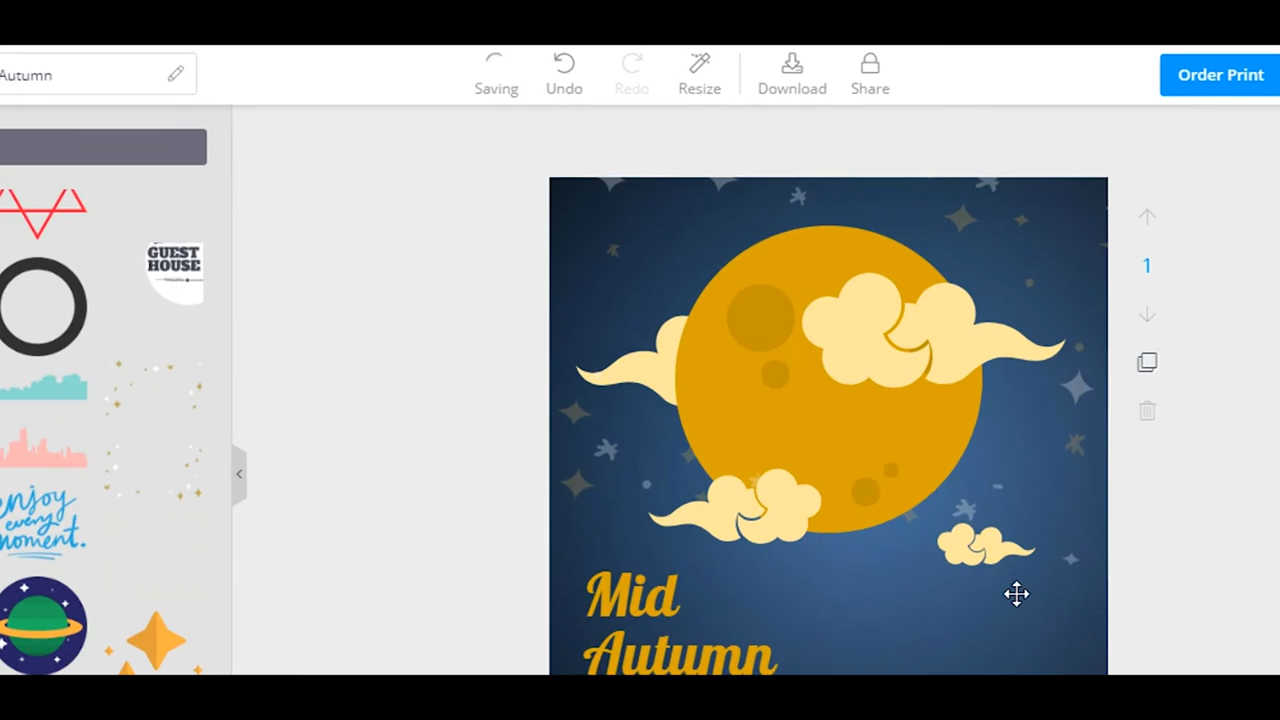 Autumn
Saving
Undo
Redo
Resize
Download
Share
Order Print
GUEST
HOUSE
1
enjoy
every
moment.
Mid
Autumn